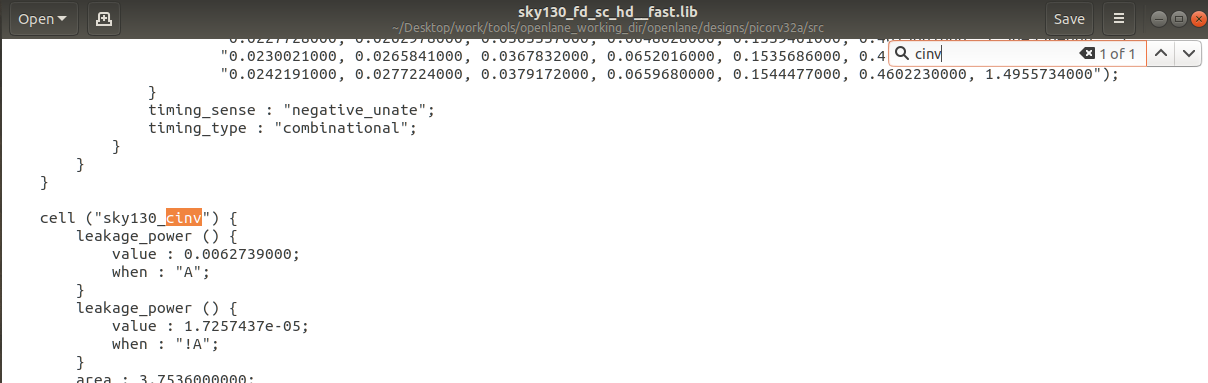 Open
sky130_fd_sc_hd__fast.lib
~/Desktop/work/tools/openlane_working_dir/openlane/designs/picorv32a/src
Save
cinv
1 of 1
"0.0230021000, 0.0265841000, 0.0367832000, 0.0652016000, 0.1535686000, 0.4
"0.0242191000, 0.0277224000, 0.0379172000, 0.0659680000, 0.1544477000, 0.4602230000, 1.4955734000");
}
timing_sense : "negative_unate";
timing_type : "combinational";
}
}
}
cell ("sky130_cinv") {
leakage_power () {
value : 0.0062739000;
when : "A";
}
leakage_power () {
value : 1.7257437e-05;
when : "!A";
}
area : 3.7536000000;